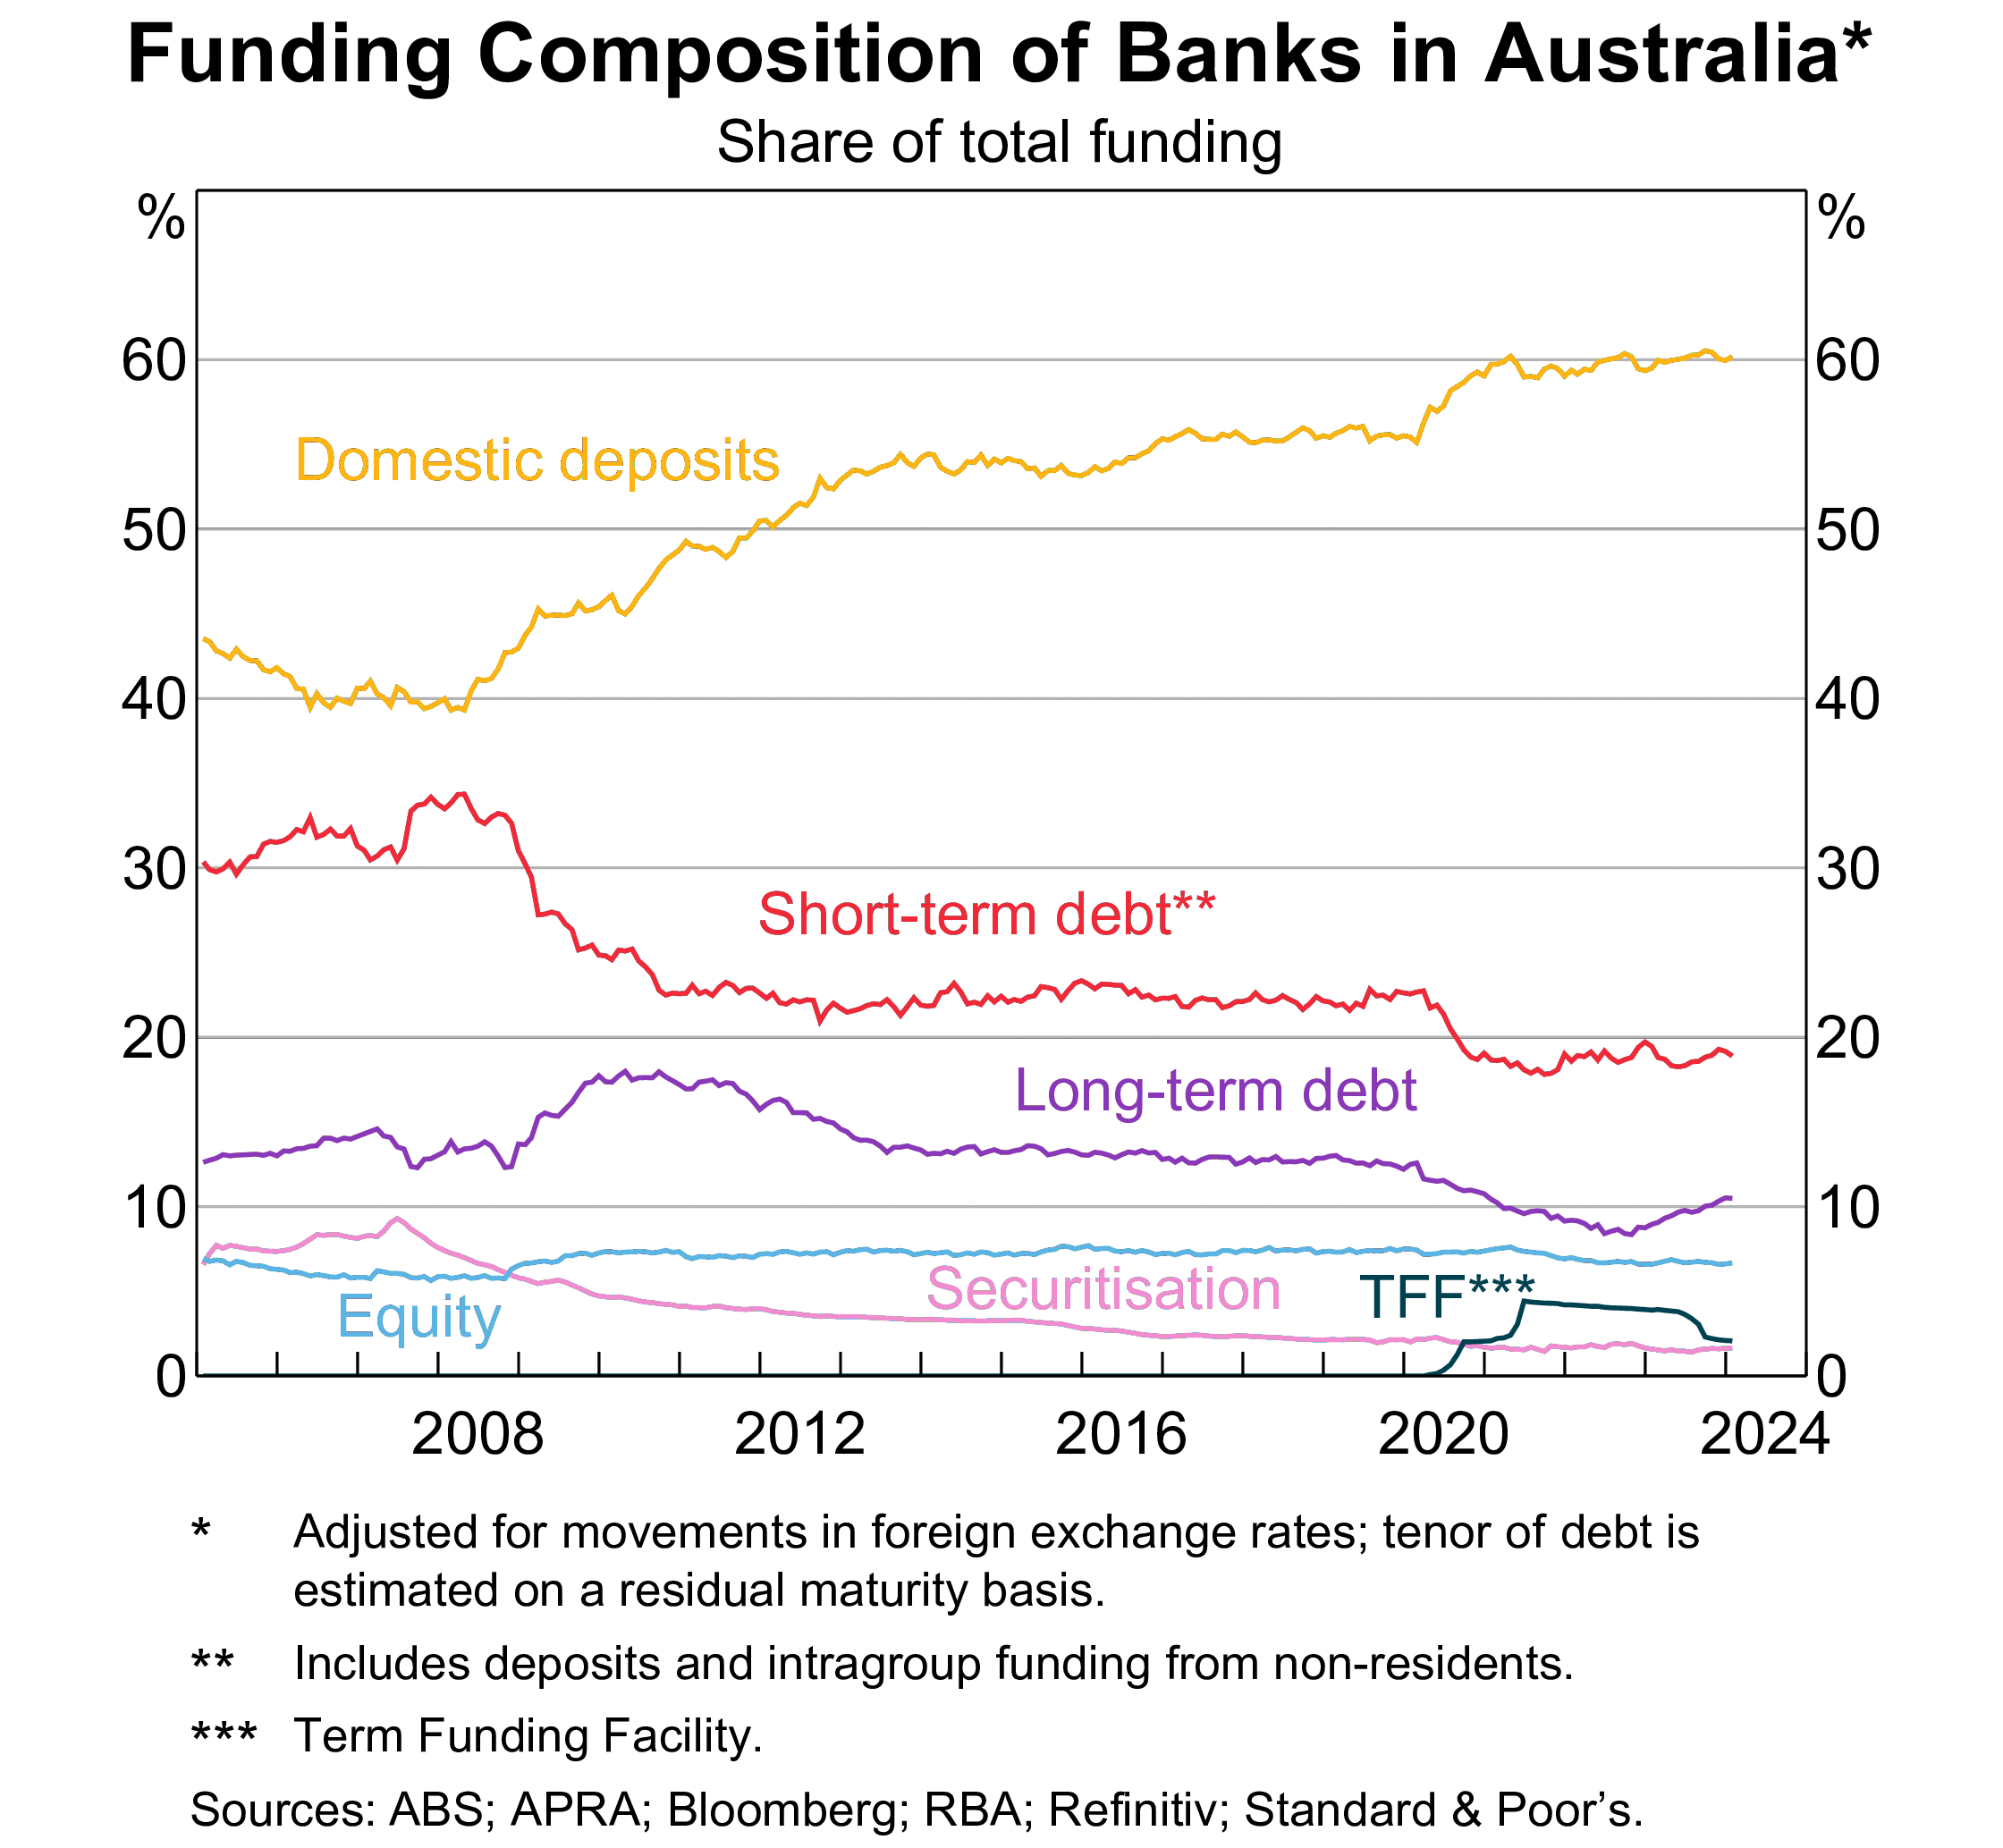 Funding Composition of Banks in Australia*
Share of total funding
% %
60 60
50 50
40 40
30 30
20 20
10 10
0 0
Domestic deposits
Short-term debt**
Long-term debt
Securitisation
TFF***
Equity
2008 2012 2016 2020 2024
* Adjusted for movements in foreign exchange rates; tenor of debt is
estimated on a residual maturity basis.
** Includes deposits and intragroup funding from non-residents.
*** Term Funding Facility.
Sources: ABS; APRA; Bloomberg; RBA; Refinitiv; Standard & Poor’s.